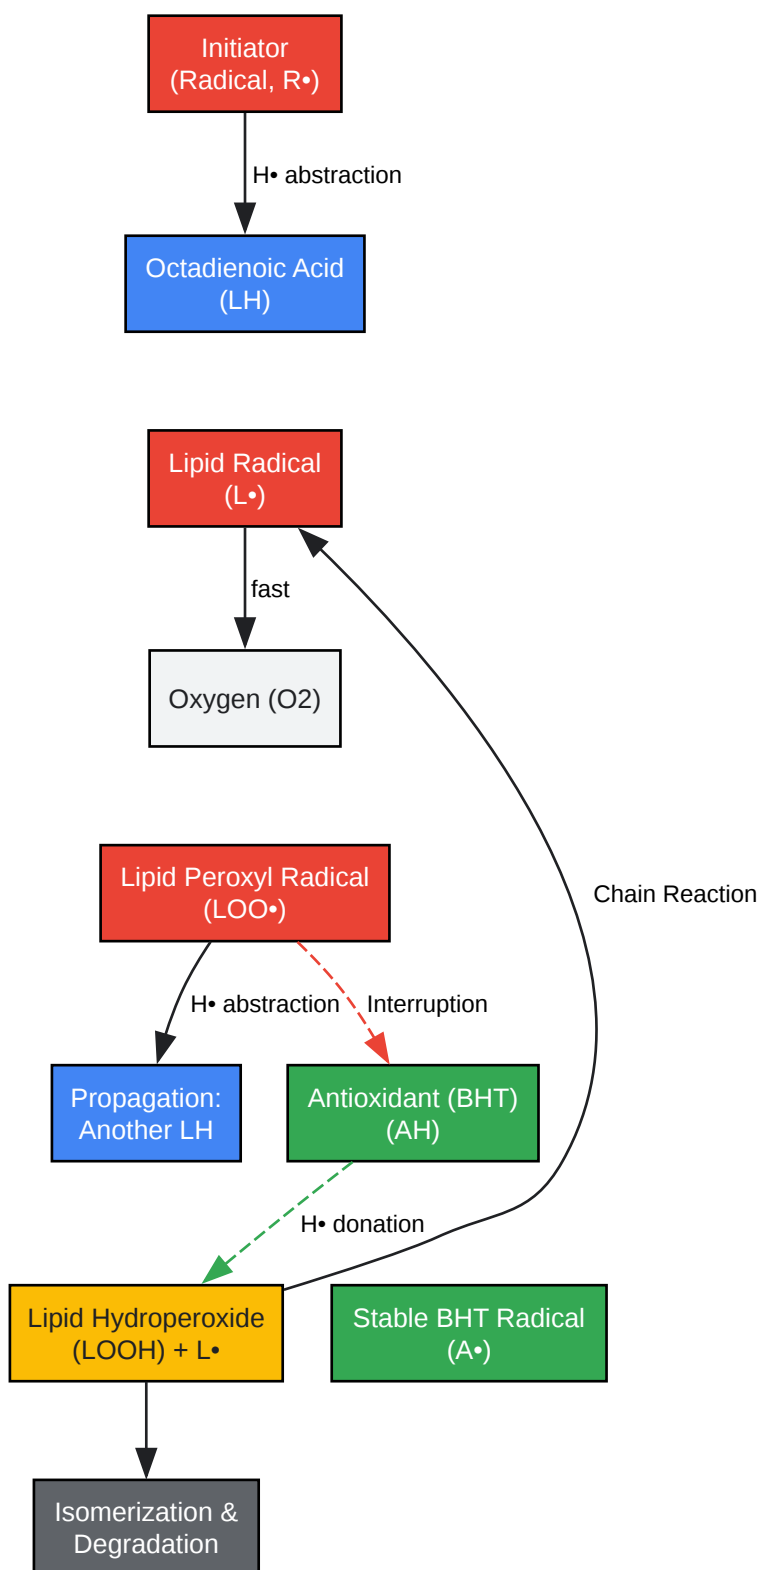 Initiator
(Radical, R•)
H• abstraction
Octadienoic Acid
(LH)
Lipid Radical
(L•)
fast
Oxygen (O2)
Lipid Peroxyl Radical
(LOO•)
Chain Reaction
H• abstraction
Interruption
Propagation:
Another LH
Antioxidant (BHT)
(AH)
H• donation
Lipid Hydroperoxide
(LOOH) + L•
Stable BHT Radical
(A•)
Isomerization &
Degradation